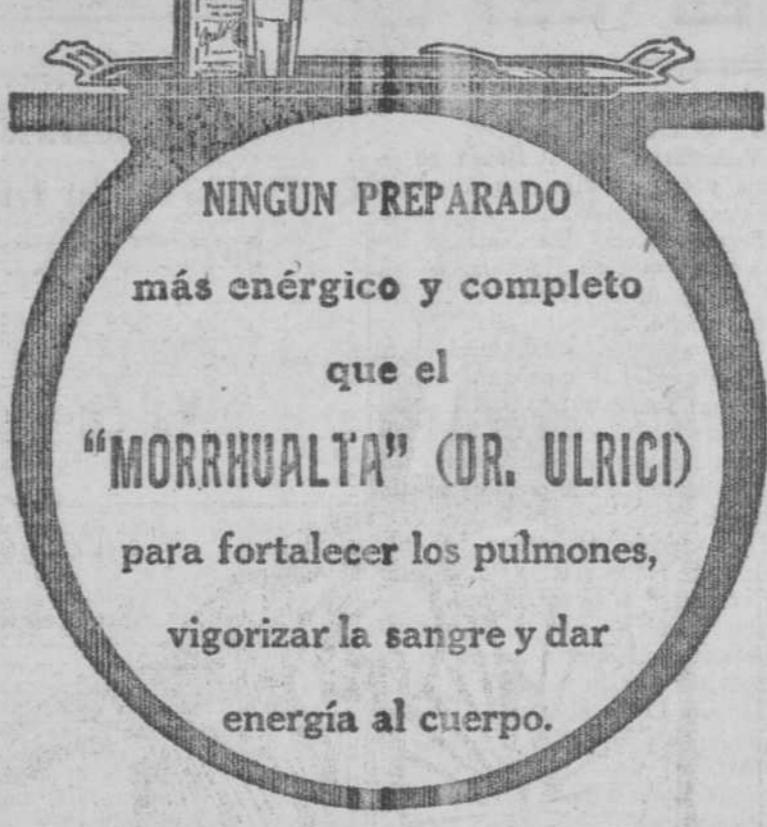 NINGUN PREPARADO
más enérgico y completo
que el
“MORRHUALTA” (DR. ULRICI)
para fortalecer los pulmones,
vigorizar la sangre y dar
energía al cuerpo.